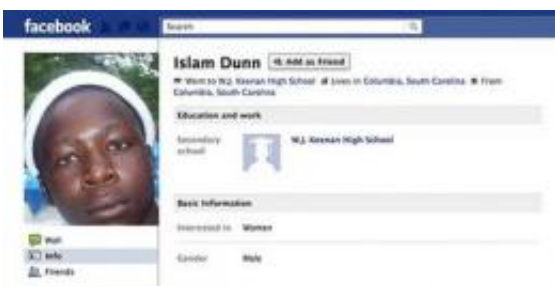 facebook
Search
Islam Dunn Add as Friend
Went to W.J. Keenan High School Lives in Columbia, South Carolina From
Columbia, South Carolina
Education and work
Secondary W.J. Keenan High School
school
Basic Information
Interested in Women
Gender Male
Wall
Info
Friends